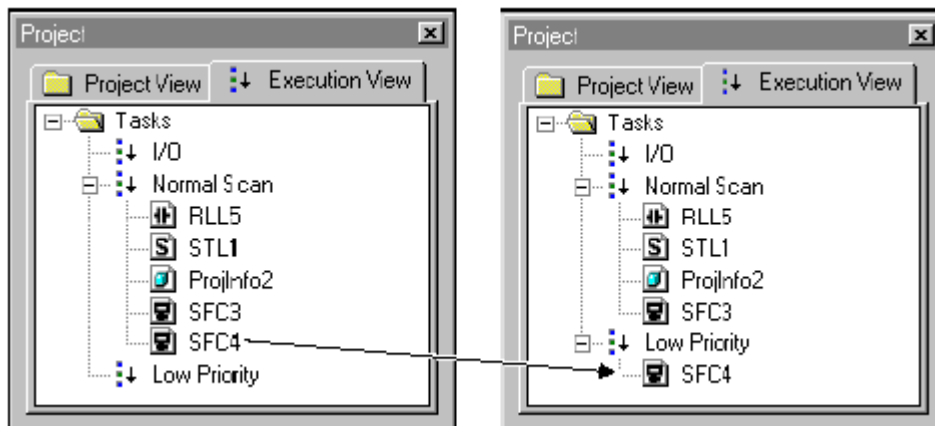 Project
Project View
Execution View
Tasks
I/O
Normal Scan
RLL5
STL1
ProjInfo2
SFC3
SFC4
Low Priority
Project
Project View
Execution View
Tasks
I/O
Normal Scan
RLL5
STL1
ProjInfo2
SFC3
Low Priority
SFC4